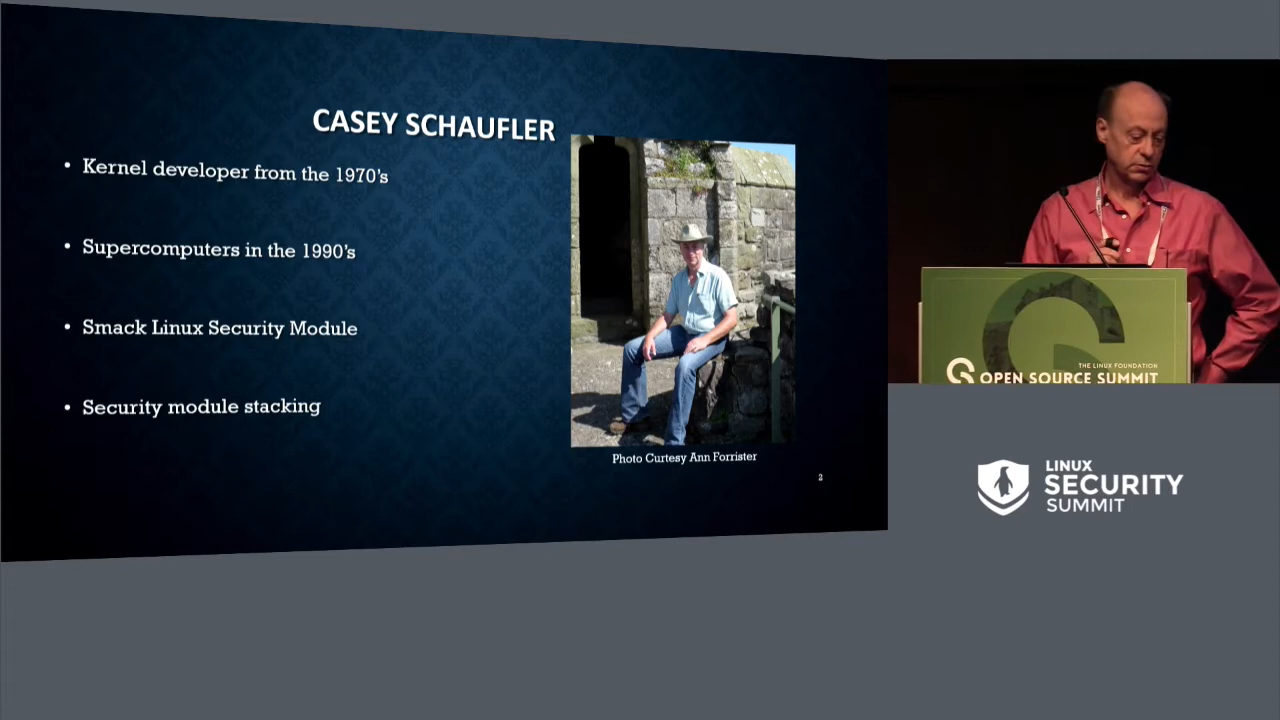 CASEY SCHAUFLER
• Kernel developer from the 1970's
• Supercomputers in the 1990's
• Smack Linux Security Module
• Security module stacking
Photo Curtesy Ann Forrister
2
THE LINUX FOUNDATION
OPEN SOURCE SUMMIT
LINUX
SECURITY
SUMMIT